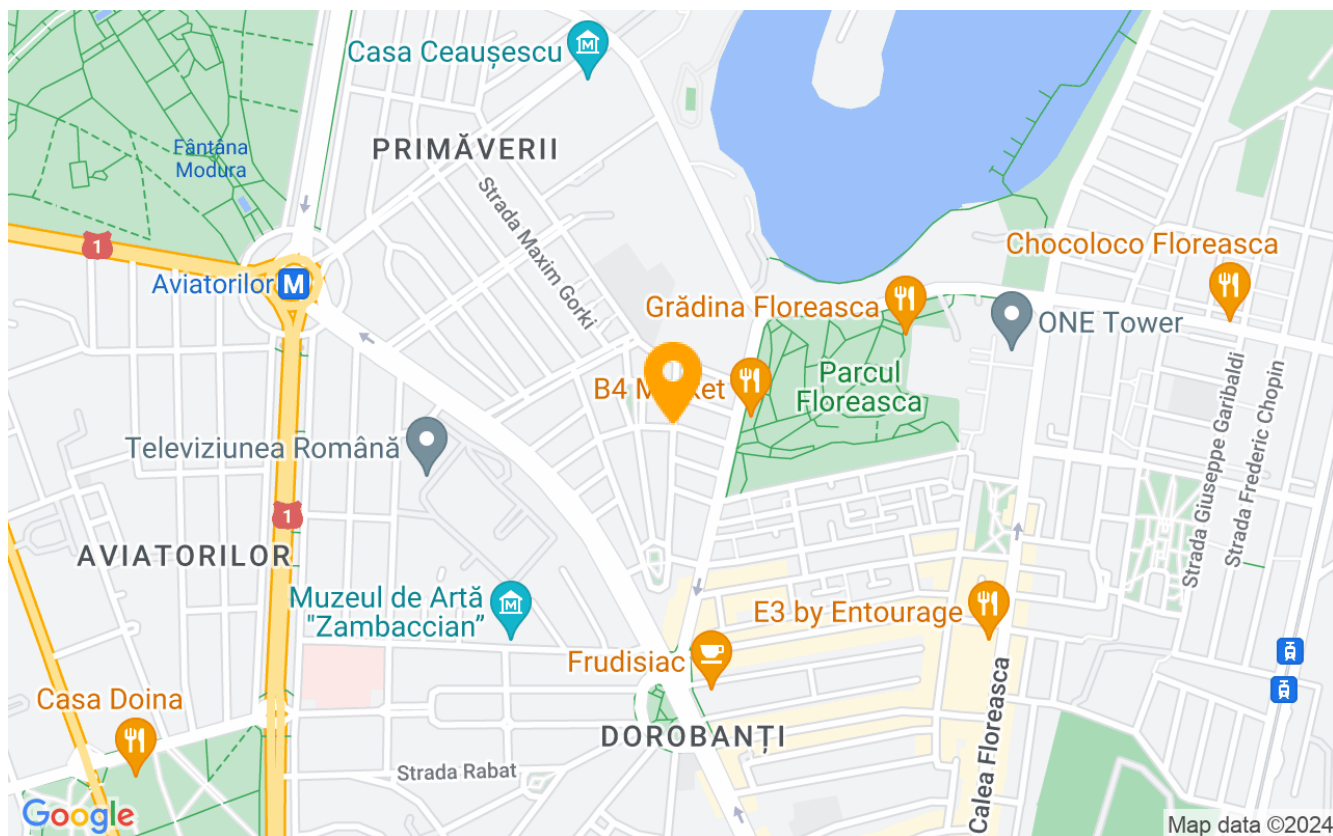 Casa Ceaușescu
PRIMĂVERII
Fântâna
Modura
Strada Maxim Gorki
1
Chocoloco Floreasca
Aviatorilor
Grădina Floreasca
ONE Tower
B4
Parcul
Floreasca
Strada Giuseppe Garibaldi
Strada Frederic Chopin
Televiziunea Română
1
AVIATORILOR
Muzeul de Artă
"Zambaccian”
E3 by Entourage
Frudisiac
Casa Doina
DOROBANȚI
Strada Rabat
Calea Floreasca
Google
Map data ©2024